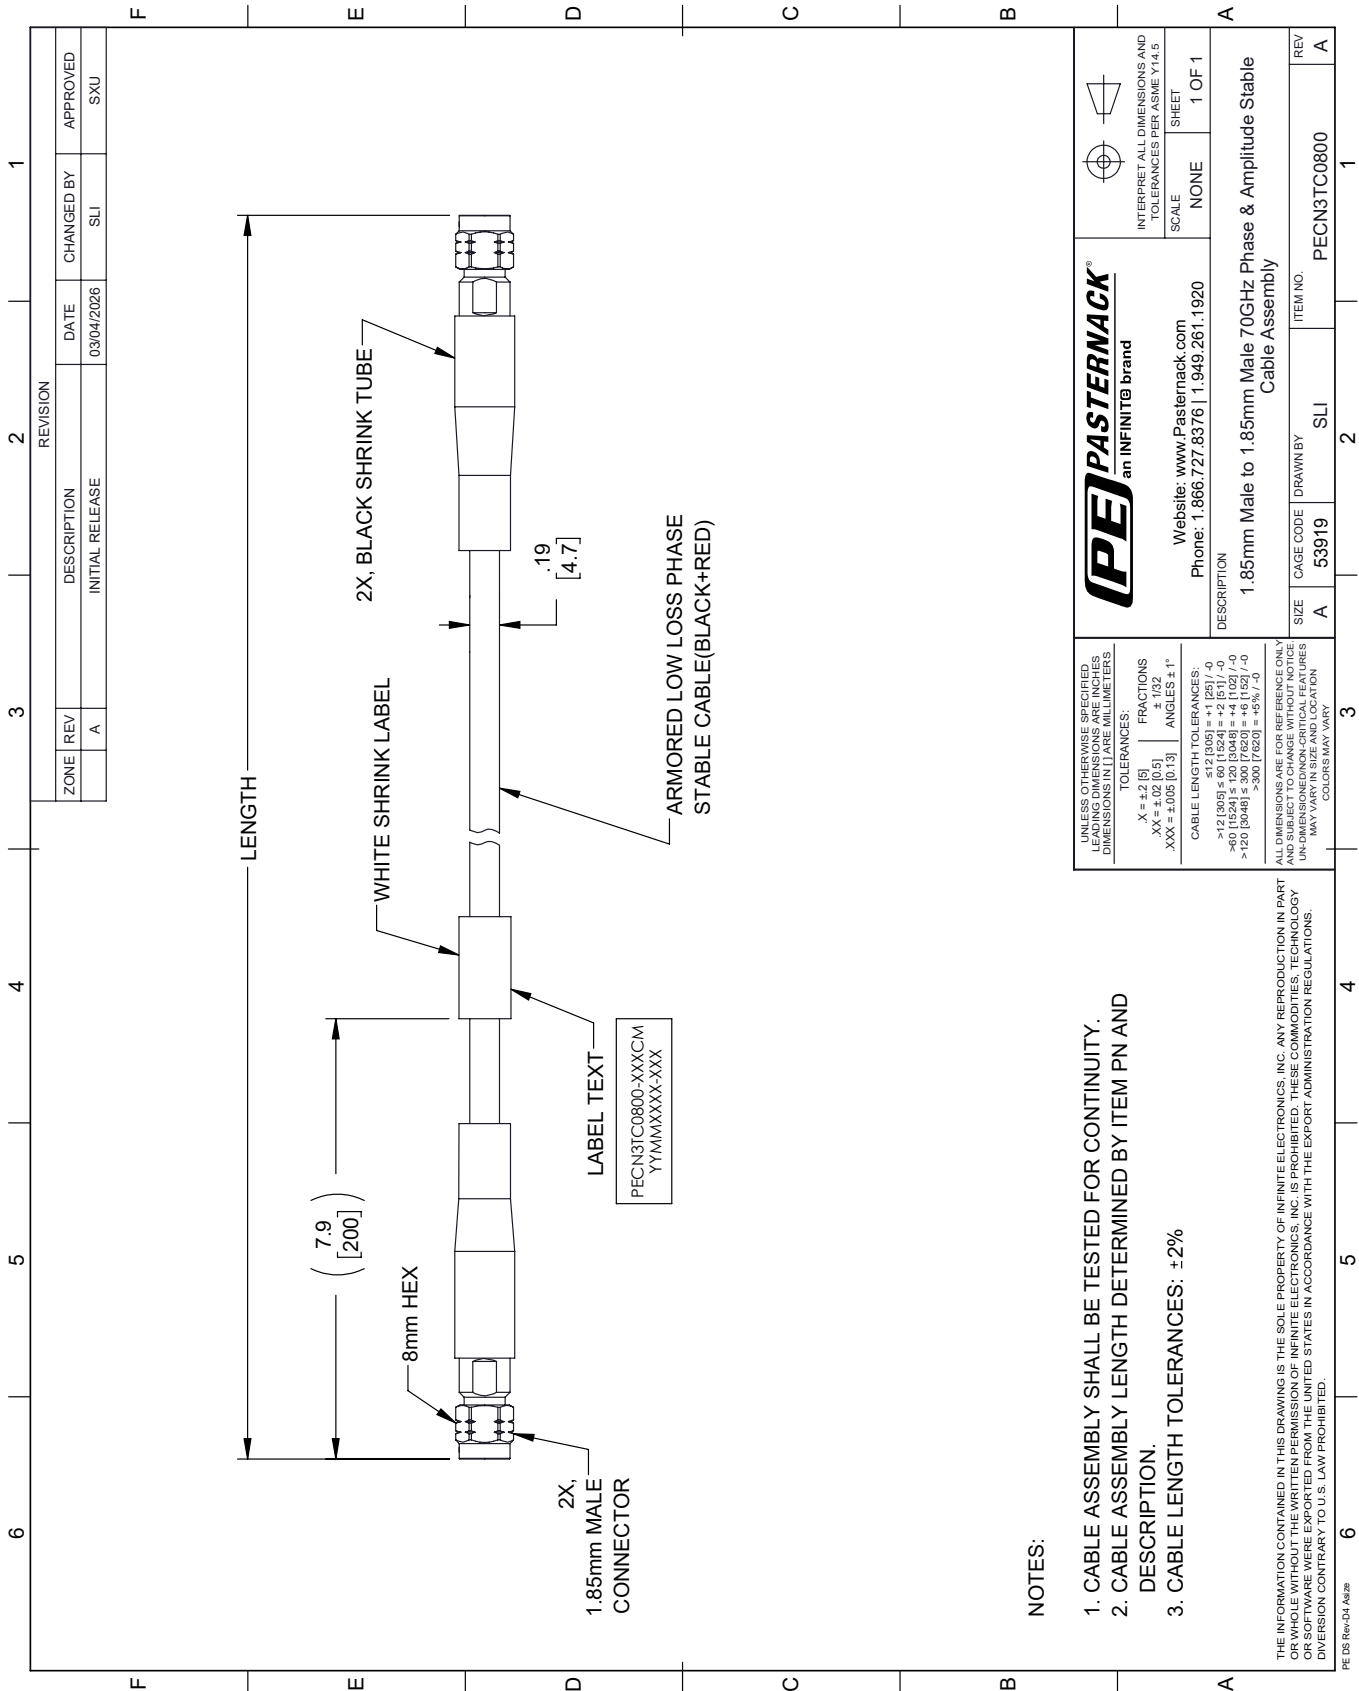 6 5 4 3 2 1
REVISION
ZONE REV DESCRIPTION DATE CHANGED BY APPROVED
A INITIAL RELEASE 03/04/2026 SLI SXU
F
E
D
C
B
A
F
E
D
C
B
A
LENGTH
( 7.9
[200] )
8mm HEX
WHITE SHRINK LABEL
2X, BLACK SHRINK TUBE
2X,
1.85mm MALE
CONNECTOR
LABEL TEXT
PECN3TC0800-XXXCM
YYMMXXXX-XXX
.19
[4.7]
ARMORED LOW LOSS PHASE
STABLE CABLE(BLACK+RED)
NOTES:
1. CABLE ASSEMBLY SHALL BE TESTED FOR CONTINUITY.
2. CABLE ASSEMBLY LENGTH DETERMINED BY ITEM PN AND
DESCRIPTION.
3. CABLE LENGTH TOLERANCES: ±2%
THE INFORMATION CONTAINED IN THIS DRAWING IS THE SOLE PROPERTY OF INFINITE ELECTRONICS, INC. ANY REPRODUCTION IN PART
OR WHOLE WITHOUT THE WRITTEN PERMISSION OF INFINITE ELECTRONICS, INC. IS PROHIBITED. THESE COMMODITIES, TECHNOLOGY
OR SOFTWARE WERE EXPORTED FROM THE UNITED STATES IN ACCORDANCE WITH THE EXPORT ADMINISTRATION REGULATIONS.
DIVERSION CONTRARY TO U.S. LAW PROHIBITED.
UNLESS OTHERWISE SPECIFIED
LEADING DIMENSIONS ARE INCHES
DIMENSIONS IN [ ] ARE MILLIMETERS
TOLERANCES:
.X = ±.2 [5] FRACTIONS
.XX = ±.02 [0.5] ± 1/32
.XXX = ±.005 [0.13] ANGLES ± 1°
CABLE LENGTH TOLERANCES:
≤12 [305] = +1 [25] / -0
>12 [305] ≤ 60 [1524] = +2 [51] / -0
>60 [1524] ≤ 120 [3048] = +4 [102] / -0
>120 [3048] ≤ 300 [7620] = +6 [152] / -0
>300 [7620] = +5% / -0
ALL DIMENSIONS ARE FOR REFERENCE ONLY
AND SUBJECT TO CHANGE WITHOUT NOTICE.
UN-DIMENSIONED/NON-CRITICAL FEATURES
MAY VARY IN SIZE AND LOCATION
COLORS MAY VARY
PE PASTERNACK®
an INFINITE brand
Website: www.Pasternack.com
Phone: 1.866.727.8376 | 1.949.261.1920
INTERPRET ALL DIMENSIONS AND
TOLERANCES PER ASME Y14.5
SCALE SHEET
NONE 1 OF 1
DESCRIPTION
1.85mm Male to 1.85mm Male 70GHz Phase & Amplitude Stable
Cable Assembly
SIZE CAGE CODE DRAWN BY ITEM NO. REV
A 53919 SLI PECN3TC0800 A
6 5 4 3 2 1
PE DS Rev-D4 Asize